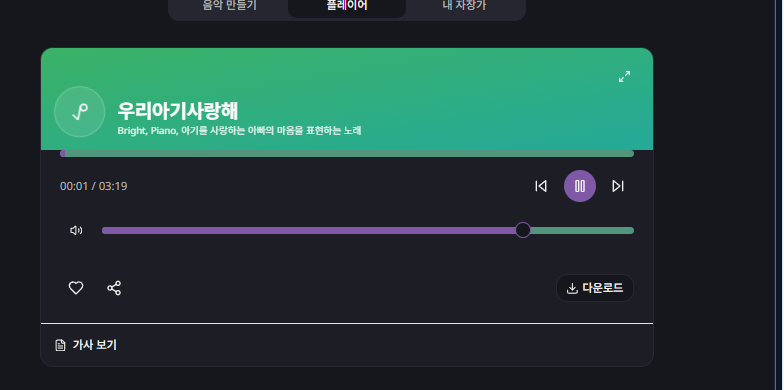 음악 만들기 플레이어 내 자장가
우리아기사랑해
Bright, Piano, 아기를 사랑하는 아빠의 마음을 표현하는 노래
00:01 / 03:19
다운로드
가사 보기